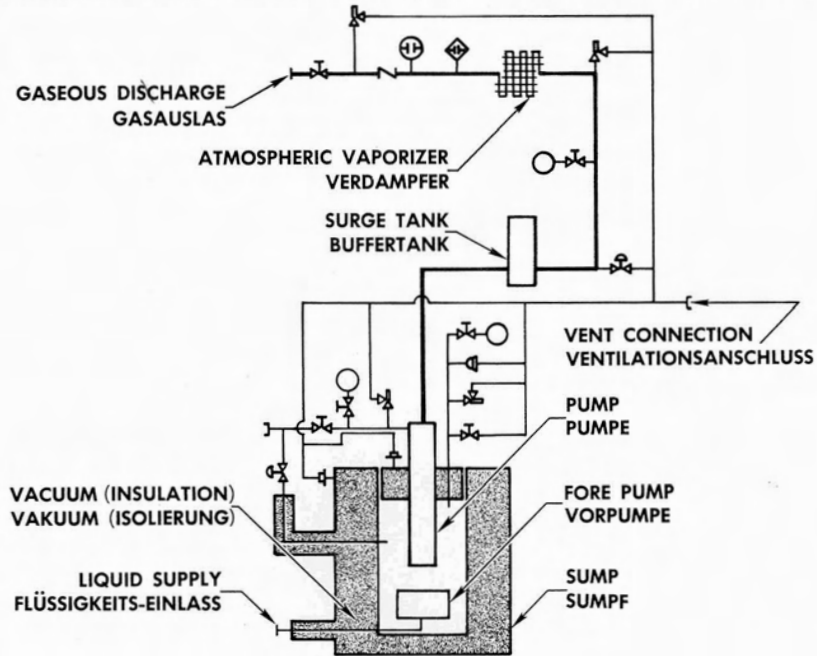 GASEOUS DISCHARGE
GASAUSLAS
ATMOSPHERIC VAPORIZER
VERDAMPFER
SURGE TANK
BUFFERTANK
VENT CONNECTION
VENTILATIONSANSCHLUSS
PUMP
PUMPE
VACUUM (INSULATION)
VAKUUM (ISOLIERUNG)
FORE PUMP
VORPUMPE
LIQUID SUPPLY
FLÜSSIGKEITS-EINLASS
SUMP
SUMPF